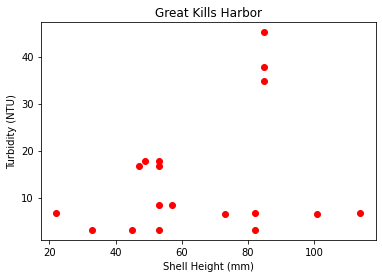 Great Kills Harbor
Turbidity (NTU)
40
30
20
10
20 40 60 80 100
Shell Height (mm)